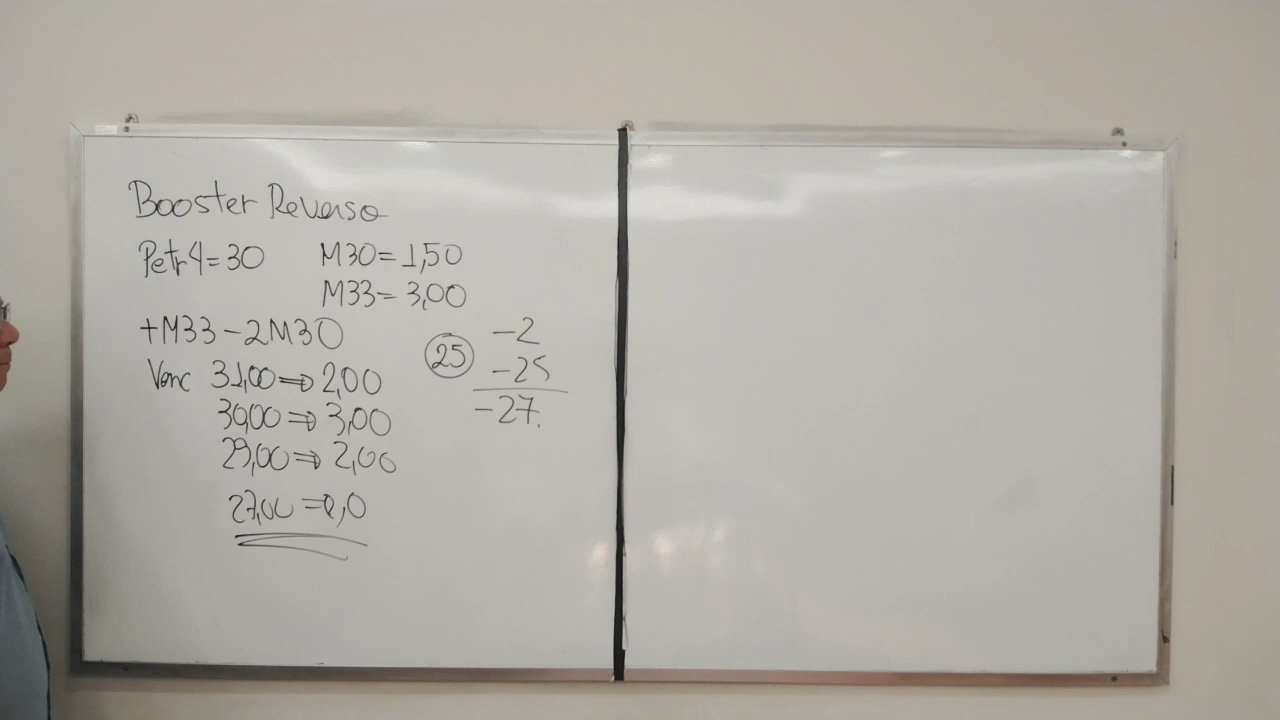 Booster Reverso
Petr4=30 M30=1,50
M33=3,00
+M33-2M30
Venc 31,00⇒2,00
30,00⇒3,00
29,00⇒2,00
27,00=0,0
25
-2
-25
-27.